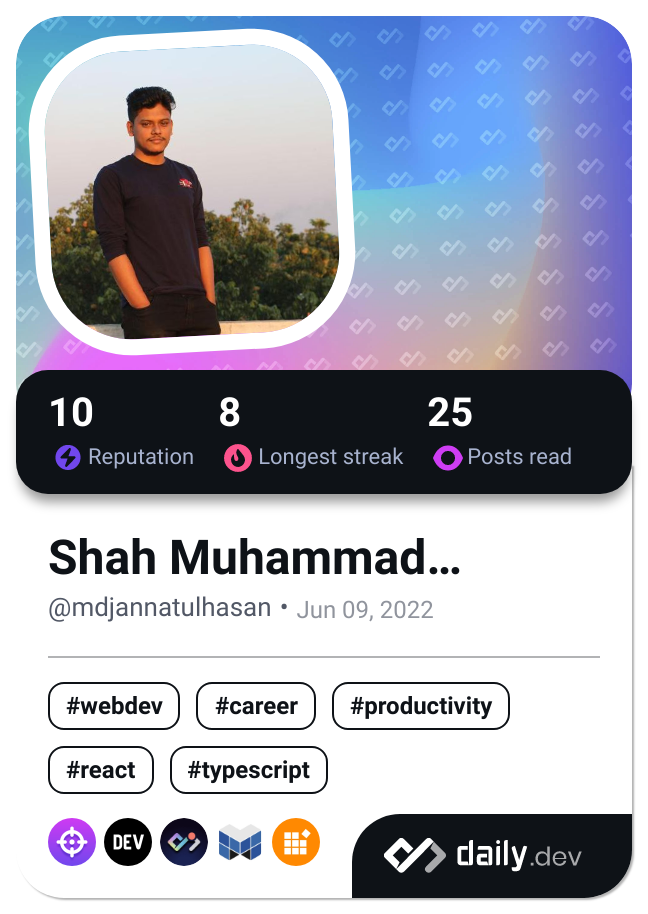 10 8 25
Reputation Longest streak Posts read
Shah Muhammad...
@mdjannatulhasan • Jun 09, 2022
#webdev #career #productivity
#react #typescript
DEV
daily.dev